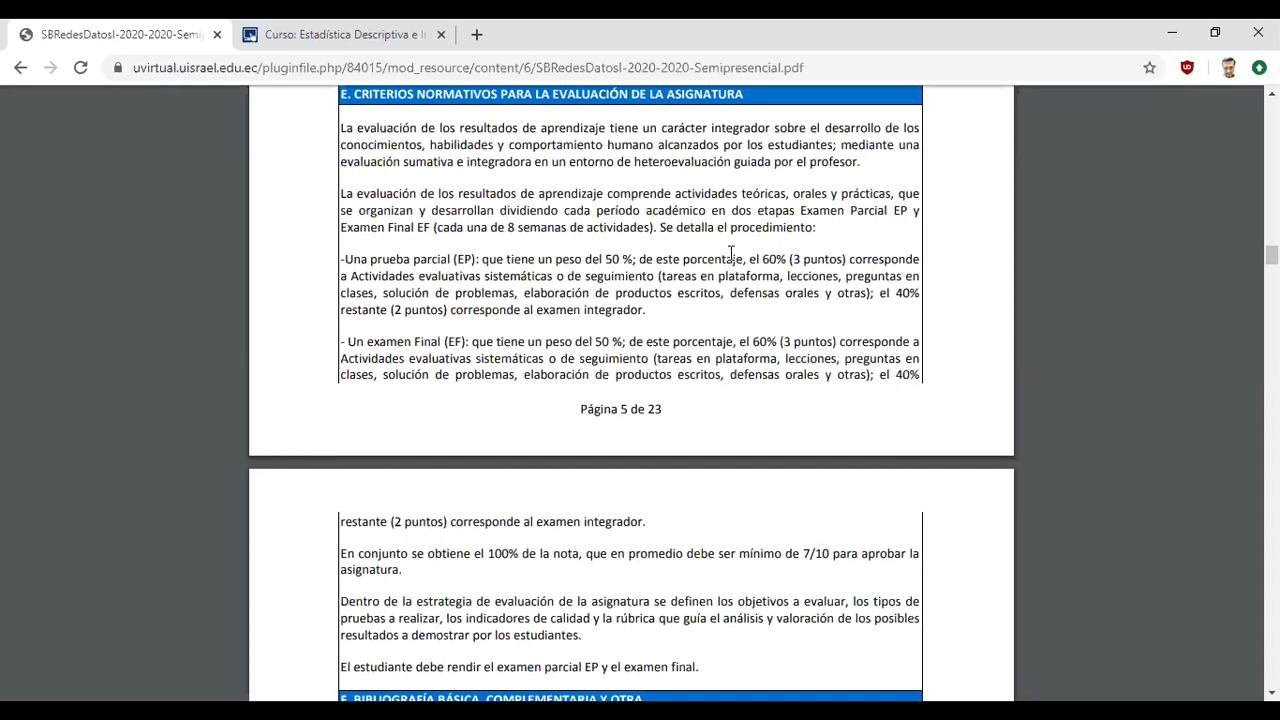 SBRedesDatosI-2020-2020-Semi
Curso: Estadística Descriptiva e I
uvirtual.uisrael.edu.ec/pluginfile.php/84015/mod_resource/content/6/SBRedesDatosI-2020-2020-Semipresencial.pdf
E. CRITERIOS NORMATIVOS PARA LA EVALUACIÓN DE LA ASIGNATURA
La evaluación de los resultados de aprendizaje tiene un carácter integrador sobre el desarrollo de los
conocimientos, habilidades y comportamiento humano alcanzados por los estudiantes; mediante una
evaluación sumativa e integradora en un entorno de heteroevaluación guiada por el profesor.
La evaluación de los resultados de aprendizaje comprende actividades teóricas, orales y prácticas, que
se organizan y desarrollan dividiendo cada período académico en dos etapas Examen Parcial EP y
Examen Final EF (cada una de 8 semanas de actividades). Se detalla el procedimiento:
-Una prueba parcial (EP): que tiene un peso del 50 %; de este porcentaje, el 60% (3 puntos) corresponde
a Actividades evaluativas sistemáticas o de seguimiento (tareas en plataforma, lecciones, preguntas en
clases, solución de problemas, elaboración de productos escritos, defensas orales y otras); el 40%
restante (2 puntos) corresponde al examen integrador.
- Un examen Final (EF): que tiene un peso del 50 %; de este porcentaje, el 60% (3 puntos) corresponde a
Actividades evaluativas sistemáticas o de seguimiento (tareas en plataforma, lecciones, preguntas en
clases, solución de problemas, elaboración de productos escritos, defensas orales y otras); el 40%
Página 5 de 23
restante (2 puntos) corresponde al examen integrador.
En conjunto se obtiene el 100% de la nota, que en promedio debe ser mínimo de 7/10 para aprobar la
asignatura.
Dentro de la estrategia de evaluación de la asignatura se definen los objetivos a evaluar, los tipos de
pruebas a realizar, los indicadores de calidad y la rúbrica que guía el análisis y valoración de los posibles
resultados a demostrar por los estudiantes.
El estudiante debe rendir el examen parcial EP y el examen final.
F. BIBLIOGRAFÍA BÁSICA, COMPLEMENTARIA Y OTRA